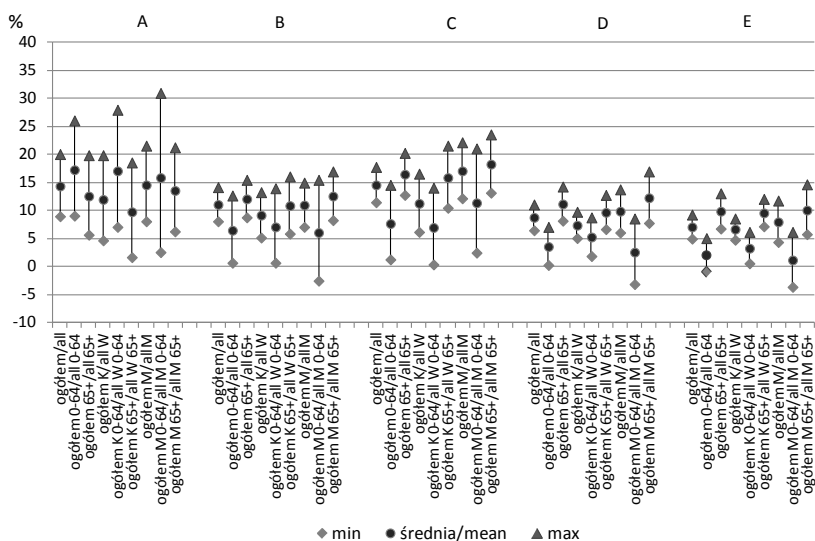 % A B C D E
40
35
30
25
20
15
10
5
0
-5
-10
ogółem/all
ogółem 0-64/all 0-64
ogółem 65+/all 65+
ogółem K/all W
ogółem K 0-64/all W 0-64
ogółem K 65+/all W 65+
ogółem M/all M
ogółem M 0-64/all M 0-64
ogółem M 65+/all M 65+
ogółem/all
ogółem 0-64/all 0-64
ogółem 65+/all 65+
ogółem K/all W
ogółem K 0-64/all W 0-64
ogółem K 65+/all W 65+
ogółem M/all M
ogółem M 0-64/all M 0-64
ogółem M 65+/all M 65+
ogółem/all
ogółem 0-64/all 0-64
ogółem 65+/all 65+
ogółem K/all W
ogółem K 0-64/all W 0-64
ogółem K 65+/all W 65+
ogółem M/all M
ogółem M 0-64/all M 0-64
ogółem M 65+/all M 65+
ogółem/all
ogółem 0-64/all 0-64
ogółem 65+/all 65+
ogółem K/all W
ogółem K 0-64/all W 0-64
ogółem K 65+/all W 65+
ogółem M/all M
ogółem M 0-64/all M 0-64
ogółem M 65+/all M 65+
ogółem/all
ogółem 0-64/all 0-64
ogółem 65+/all 65+
ogółem K/all W
ogółem K 0-64/all W 0-64
ogółem K 65+/all W 65+
ogółem M/all M
ogółem M 0-64/all M 0-64
ogółem M 65+/all M 65+
min średnia/mean max